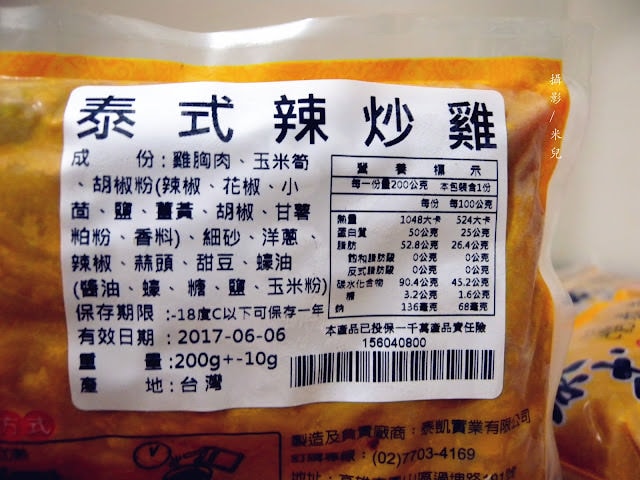 攝影/米兒
泰式辣炒雞
成　份:雞胸肉、玉米筍
、胡椒粉(辣椒、花椒、小
茴、鹽、薑黃、胡椒、甘薯
粕粉、香料)、細砂、洋蔥、
辣椒、蒜頭、甜豆、蠔油
(醬油、蠔、糖、鹽、玉米粉)
保存期限:-18度C以下可保存一年
有效日期:2017-06-06
重　量:200g+-10g
產　地:台灣
營養標示
每一份量200公克 本包裝含1份
每份 每100公克
熱量 1048大卡 524大卡
蛋白質 50公克 25公克
脂肪 52.8公克 26.4公克
飽和脂肪酸 0公克 0公克
反式脂肪酸 0公克 0公克
碳水化合物 90.4公克 45.2公克
糖 3.2公克 1.6公克
鈉 136毫克 68毫克
本產品已投保一千萬產品責任險
156040800
方式
製造及負責廠商：泰凱實業有限公司
訂購專線：(02)7703-4169